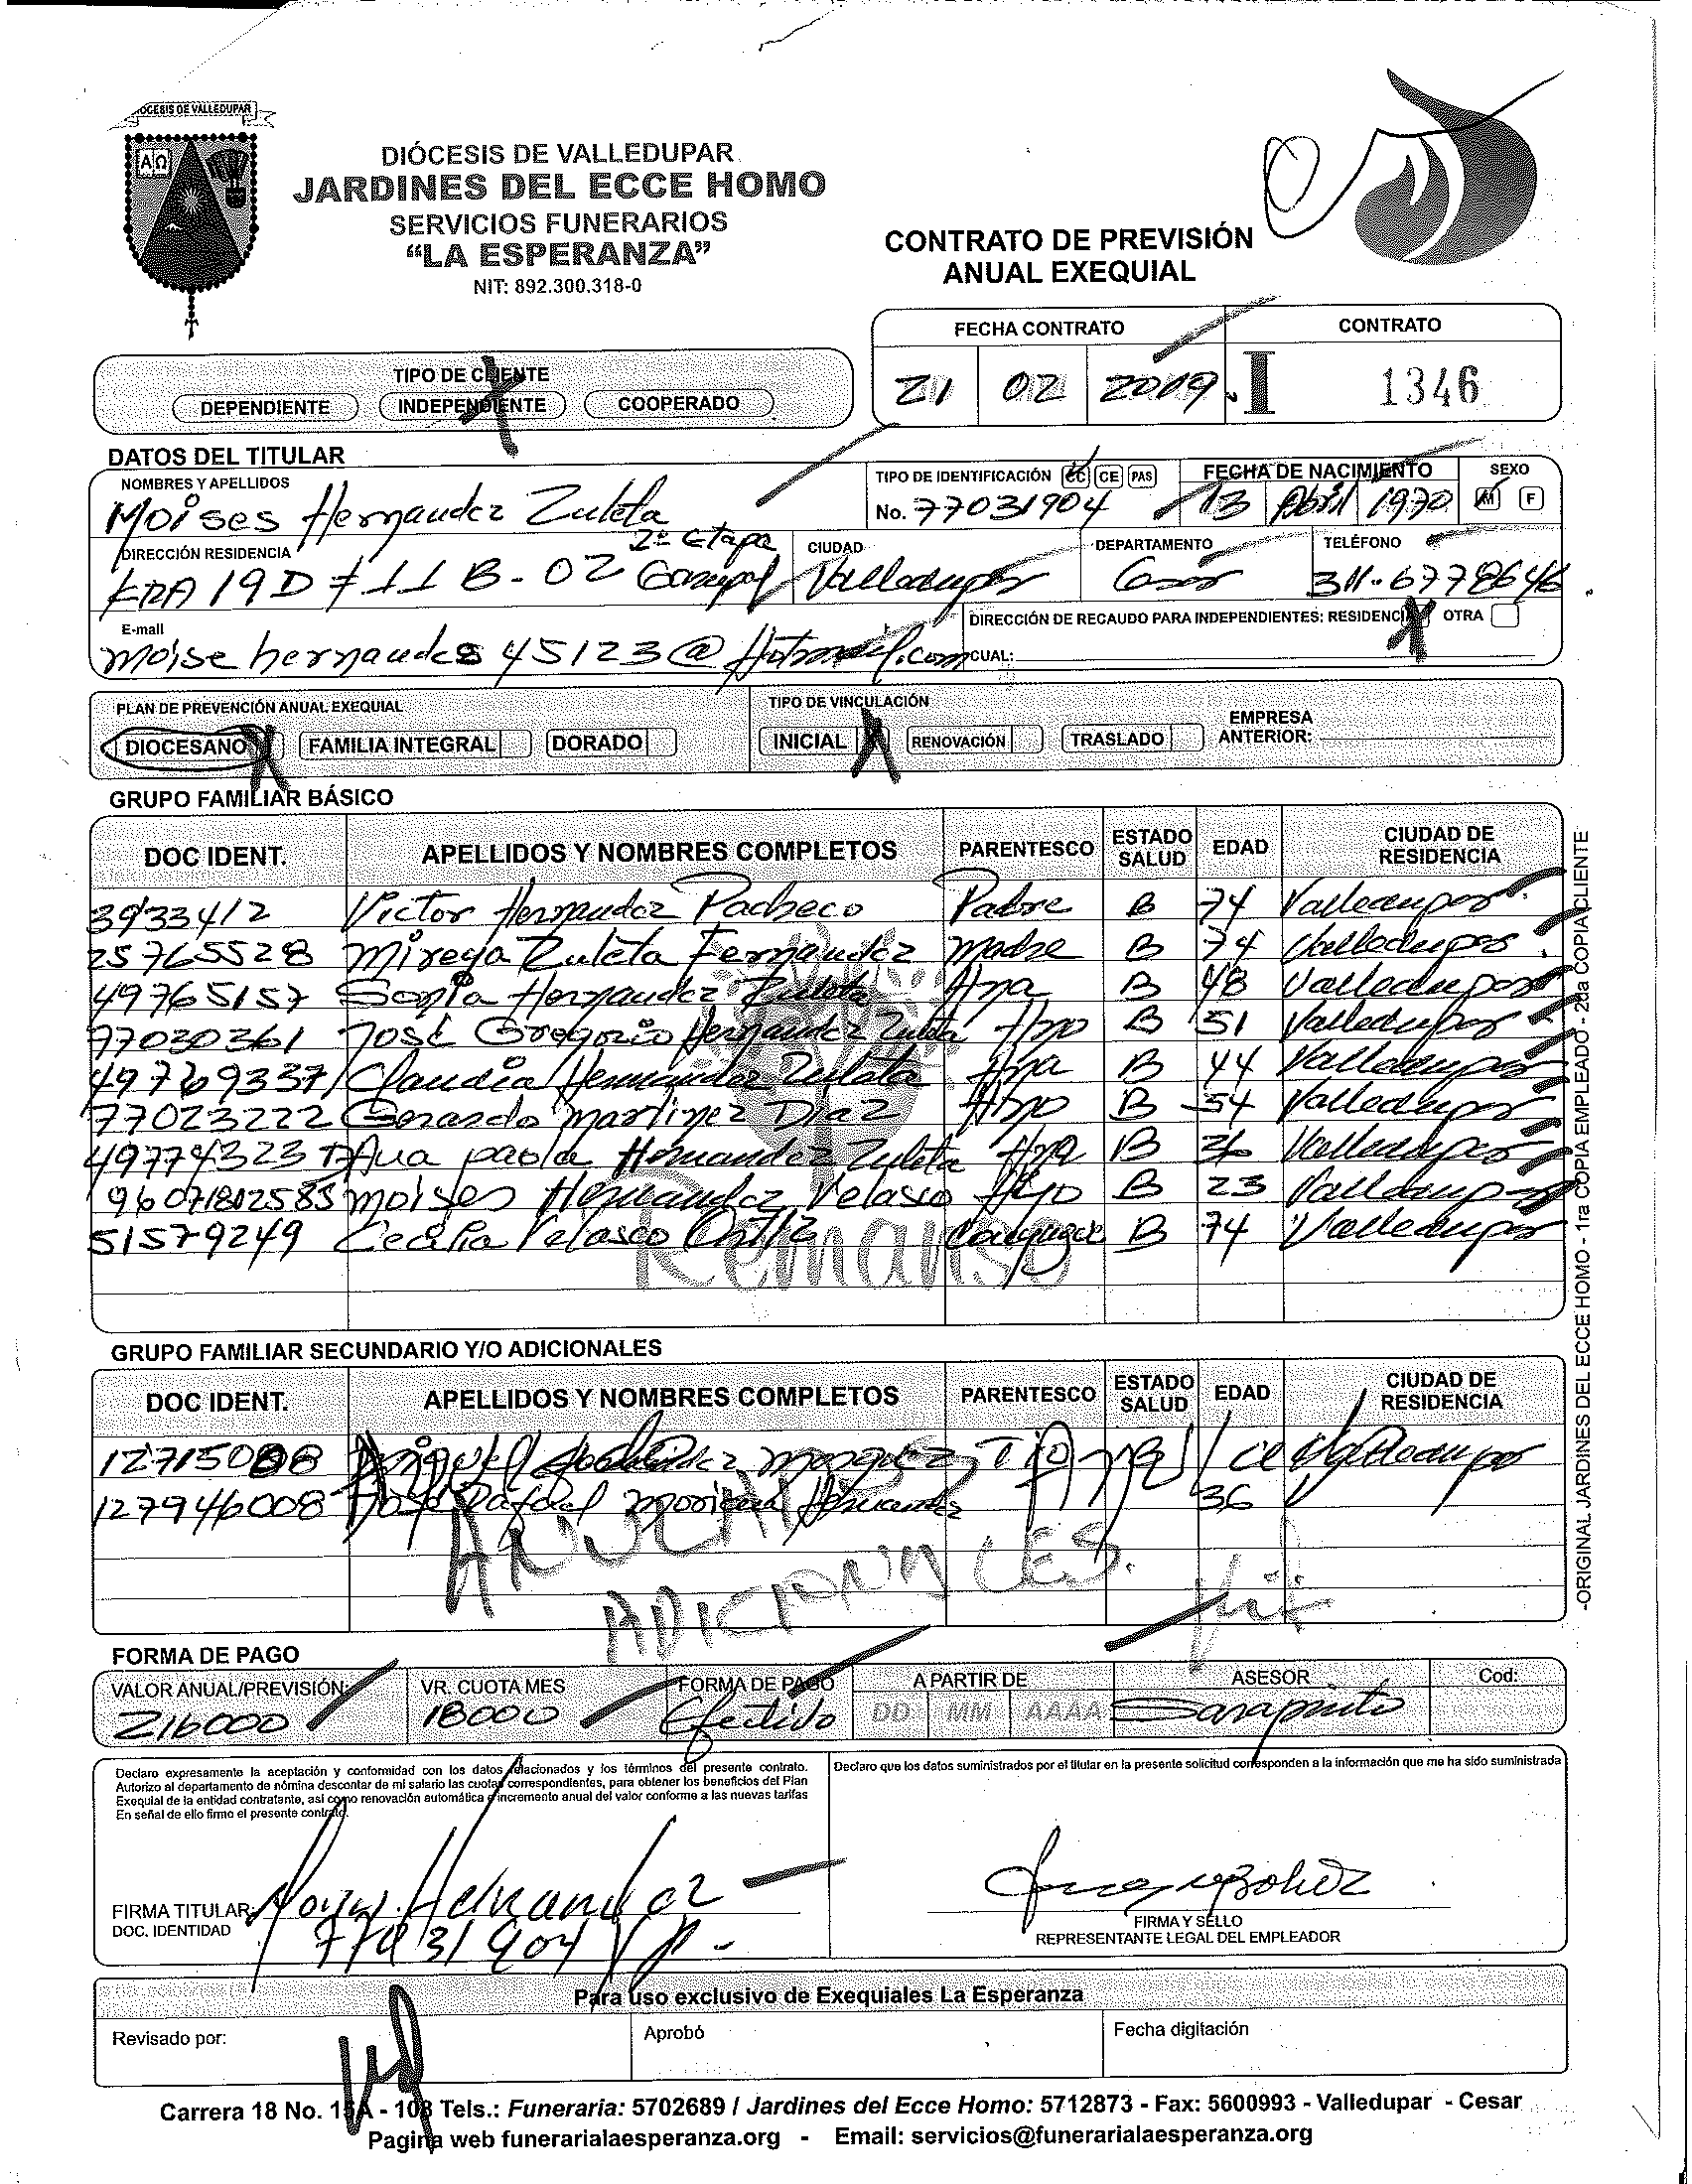 DIOCESIS DE VALLEDUPAR
DIÓCESIS DE VALLEDUPAR
JARDINES DEL ECCE HOMO
SERVICIOS FUNERARIOS
“LA ESPERANZA”
NIT: 892.300.318-0
CONTRATO DE PREVISIÓN
ANUAL EXEQUIAL
FECHA CONTRATO CONTRATO
21 02 2019 I 1346
TIPO DE CLIENTE
DEPENDIENTE INDEPENDIENTE X COOPERADO
DATOS DEL TITULAR
NOMBRES Y APELLIDOS TIPO DE IDENTIFICACIÓN CC CE PAS FECHA DE NACIMIENTO SEXO
Moises Hernandez Zuleta No. 77031904 13 Abril 1970 M F
DIRECCIÓN RESIDENCIA CIUDAD DEPARTAMENTO TELÉFONO
KRA 19D # 11 B - 02 2ª Etapa Valledupar Cesar 311-6778646
E-mail DIRECCIÓN DE RECAUDO PARA INDEPENDIENTES: RESIDENCIA X OTRA
moise hernandes 45123@Hotmail.com CUAL:
PLAN DE PREVENCIÓN ANUAL EXEQUIAL TIPO DE VINCULACIÓN
DIOCESANO X FAMILIA INTEGRAL DORADO INICIAL X RENOVACIÓN TRASLADO EMPRESA ANTERIOR:
GRUPO FAMILIAR BÁSICO
DOC IDENT. APELLIDOS Y NOMBRES COMPLETOS PARENTESCO ESTADO SALUD EDAD CIUDAD DE RESIDENCIA
3933412 Victor Hernandez Pacheco Padre B 74 Valledupar
25765528 Mireya Zuleta Fernandez Madre B 74 Valledupar
49765157 Sonia Hernandez Zuleta Hna B 48 Valledupar
77030361 José Gregorio Hernandez Zuleta Hno B 51 Valledupar
49769337 Claudia Hernandez Zuleta Hna B 44 Valledupar
77023222 Gerardo Martinez Diaz Hno B 54 Valledupar
49774323 Ana paola Hernandez Zuleta Hna B Valledupar
96071802585 Moises Hernandez Velasco Hijo B 23 Valledupar
51579249 Cecilia Velasco Ortiz Conyuge B 74 Valledupar
Remanso
GRUPO FAMILIAR SECUNDARIO Y/O ADICIONALES
DOC IDENT. APELLIDOS Y NOMBRES COMPLETOS PARENTESCO ESTADO SALUD EDAD CIUDAD DE RESIDENCIA
Miguel Tio Valledupar
127946008 José Rafael 36
ADICIONALES.
FORMA DE PAGO
VALOR ANUAL/PREVISIÓN: VR. CUOTA MES FORMA DE PAGO A PARTIR DE ASESOR Cod:
216000 18000 Efectivo DD MM AAAA Sara pinto
Declaro expresamente la aceptación y conformidad con los datos relacionados y los términos del presente contrato.
Autorizo al departamento de nómina descontar de mi salario las cuotas correspondientes, para obtener los beneficios del Plan
Exequial de la entidad contratante, así como renovación automática e incremento anual del valor conforme a las nuevas tarifas
En señal de ello firmo el presente contrato.
Declaro que los datos suministrados por el titular en la presente solicitud corresponden a la información que me ha sido suministrada
FIRMA TITULAR Hernandez
DOC. IDENTIDAD 77031904
FIRMA Y SELLO
REPRESENTANTE LEGAL DEL EMPLEADOR
Para uso exclusivo de Exequiales La Esperanza
Revisado por: Aprobó Fecha digitación
Carrera 18 No. 15A - 108 Tels.: Funeraria: 5702689 / Jardines del Ecce Homo: 5712873 - Fax: 5600993 - Valledupar - Cesar
Pagina web funerarialaesperanza.org - Email: servicios@funerarialaesperanza.org
-ORIGINAL JARDINES DEL ECCE HOMO - 1ra COPIA EMPLEADO - 2da COPIA CLIENTE